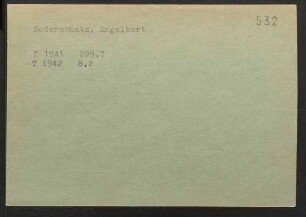 532
Bodenschatz, Engelbert
T 1941 229,7
T 1942 8,2